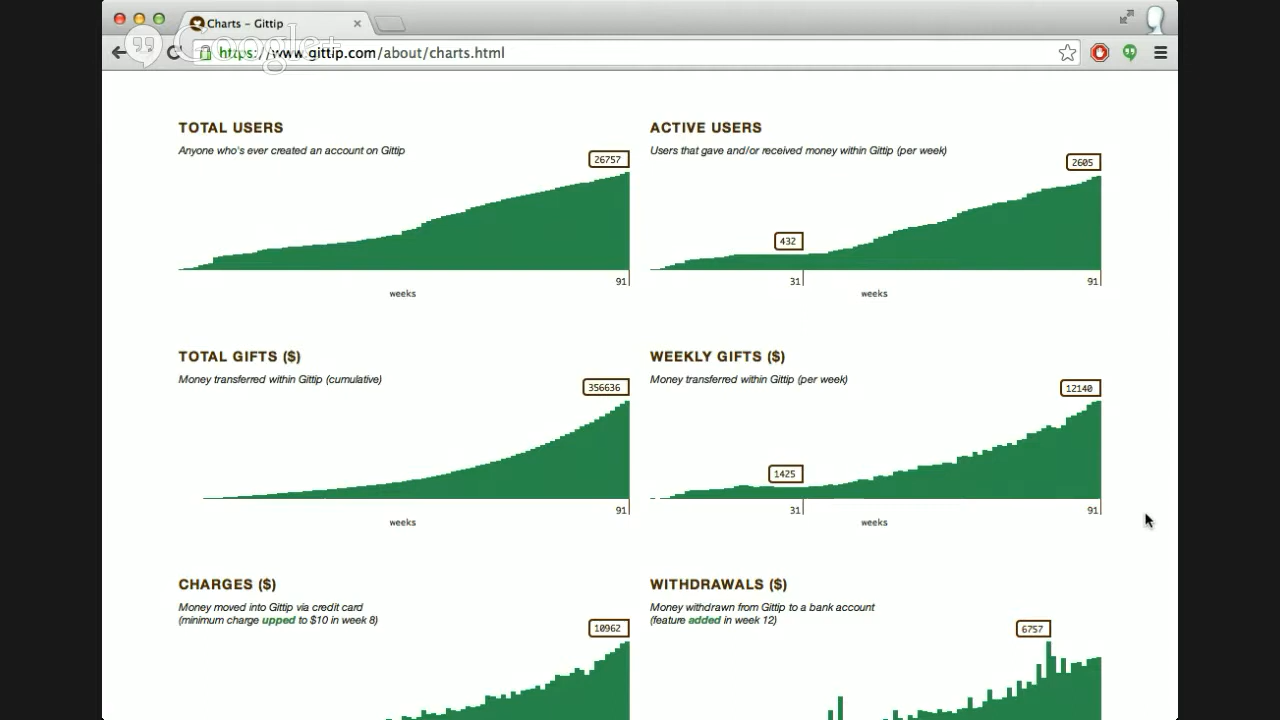 Charts – Gittip
Google+
https://www.gittip.com/about/charts.html
TOTAL USERS
Anyone who's ever created an account on Gittip
26757
91
weeks
ACTIVE USERS
Users that gave and/or received money within Gittip (per week)
2605
432
31
91
weeks
TOTAL GIFTS ($)
Money transferred within Gittip (cumulative)
356636
91
weeks
WEEKLY GIFTS ($)
Money transferred within Gittip (per week)
12140
1425
31
91
weeks
CHARGES ($)
Money moved into Gittip via credit card
(minimum charge upped to $10 in week 8)
10962
WITHDRAWALS ($)
Money withdrawn from Gittip to a bank account
(feature added in week 12)
6757